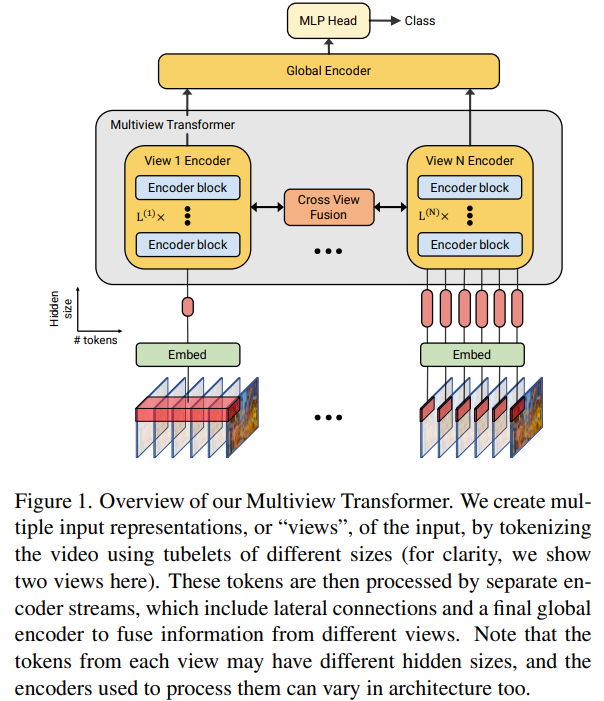 MLP Head
Class
Global Encoder
Multiview Transformer
View 1 Encoder
View N Encoder
Encoder block
Encoder block
Cross View
Fusion
L(1)×
L(N)×
Encoder block
Encoder block
Hidden
size
# tokens
Embed
Embed
Figure 1. Overview of our Multiview Transformer. We create mul-
tiple input representations, or “views”, of the input, by tokenizing
the video using tubelets of different sizes (for clarity, we show
two views here). These tokens are then processed by separate en-
coder streams, which include lateral connections and a final global
encoder to fuse information from different views. Note that the
tokens from each view may have different hidden sizes, and the
encoders used to process them can vary in architecture too.